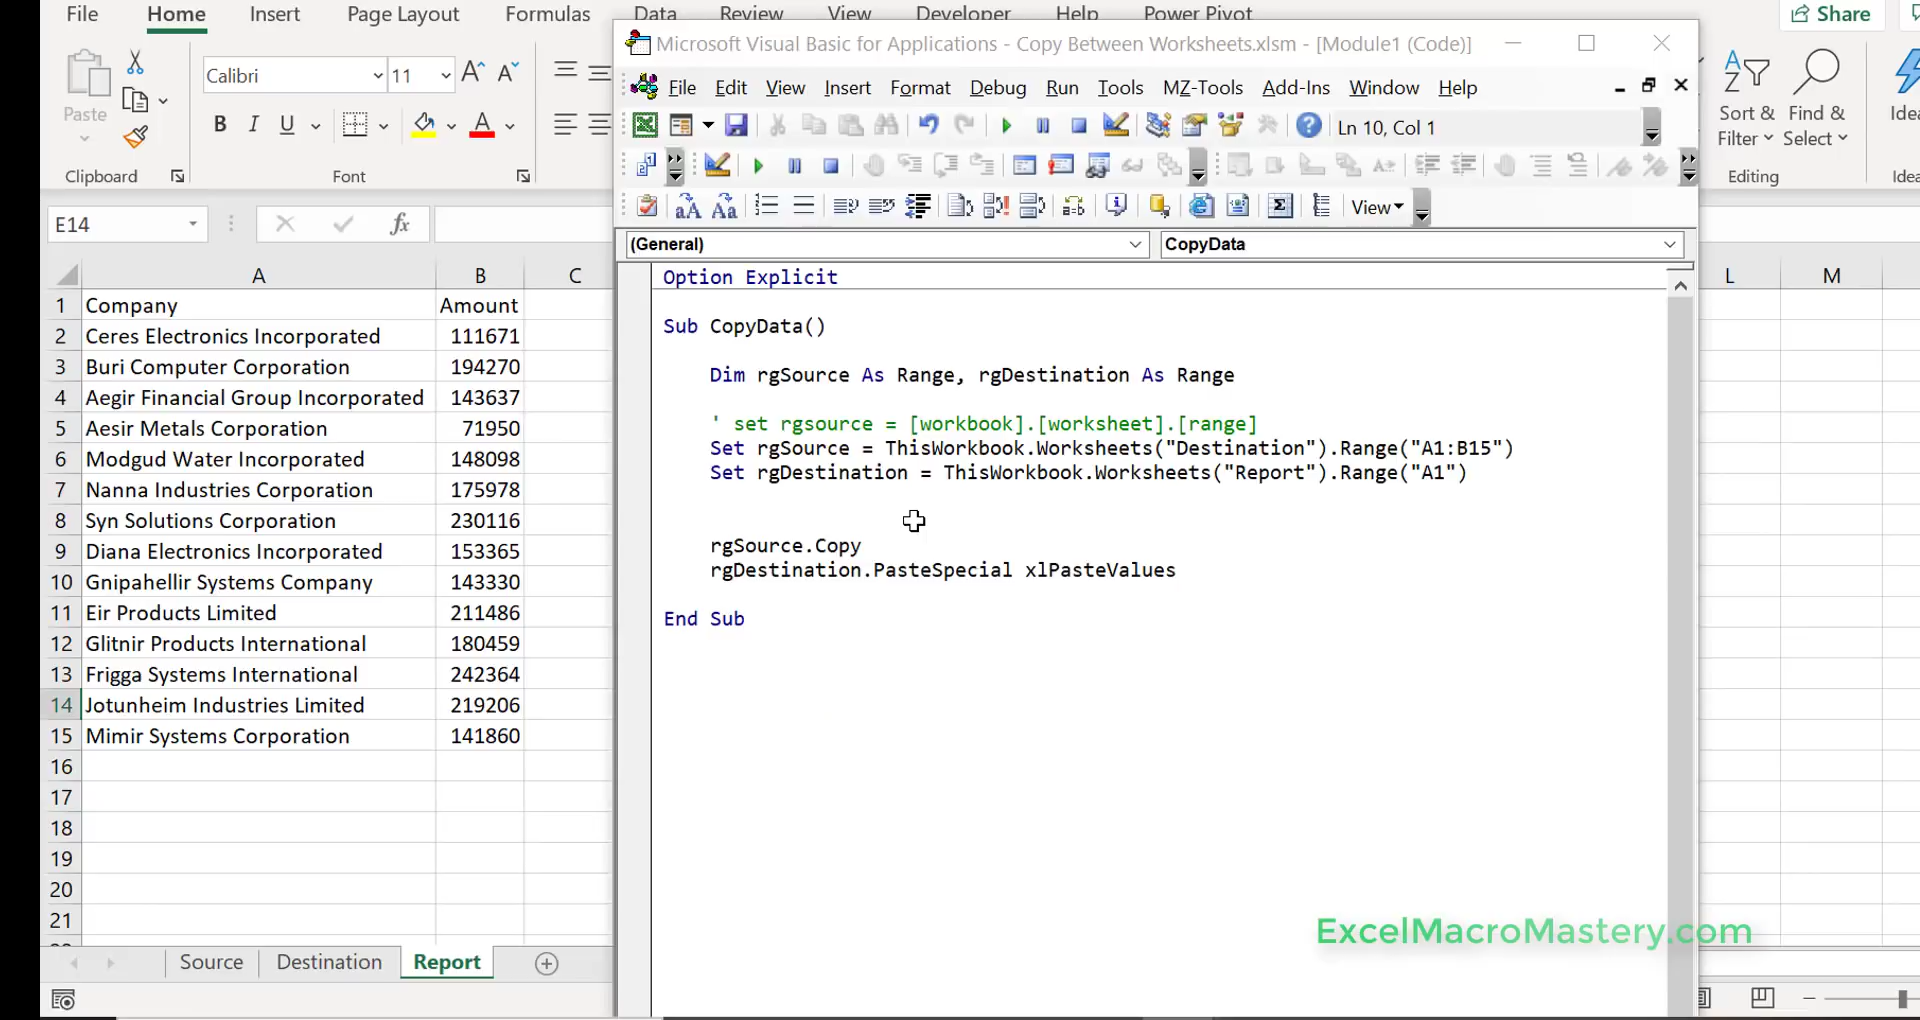 File Home Insert Page Layout Formulas Data Review View Developer Help Power Pivot Share
Microsoft Visual Basic for Applications - Copy Between Worksheets.xlsm - [Module1 (Code)]
File Edit View Insert Format Debug Run Tools MZ-Tools Add-Ins Window Help
Ln 10, Col 1
View
Paste
Calibri 11
B I U A
Clipboard Font
Sort & Filter
Find & Select
Editing
E14 fx
(General) CopyData
A B C L M
1 Company Amount
2 Ceres Electronics Incorporated 111671
3 Buri Computer Corporation 194270
4 Aegir Financial Group Incorporated 143637
5 Aesir Metals Corporation 71950
6 Modgud Water Incorporated 148098
7 Nanna Industries Corporation 175978
8 Syn Solutions Corporation 230116
9 Diana Electronics Incorporated 153365
10 Gnipahellir Systems Company 143330
11 Eir Products Limited 211486
12 Glitnir Products International 180459
13 Frigga Systems International 242364
14 Jotunheim Industries Limited 219206
15 Mimir Systems Corporation 141860
16
17
18
19
20
21
Option Explicit
Sub CopyData()
Dim rgSource As Range, rgDestination As Range
' set rgsource = [workbook].[worksheet].[range]
Set rgSource = ThisWorkbook.Worksheets("Destination").Range("A1:B15")
Set rgDestination = ThisWorkbook.Worksheets("Report").Range("A1")
rgSource.Copy
rgDestination.PasteSpecial xlPasteValues
End Sub
ExcelMacroMastery.com
Source Destination Report